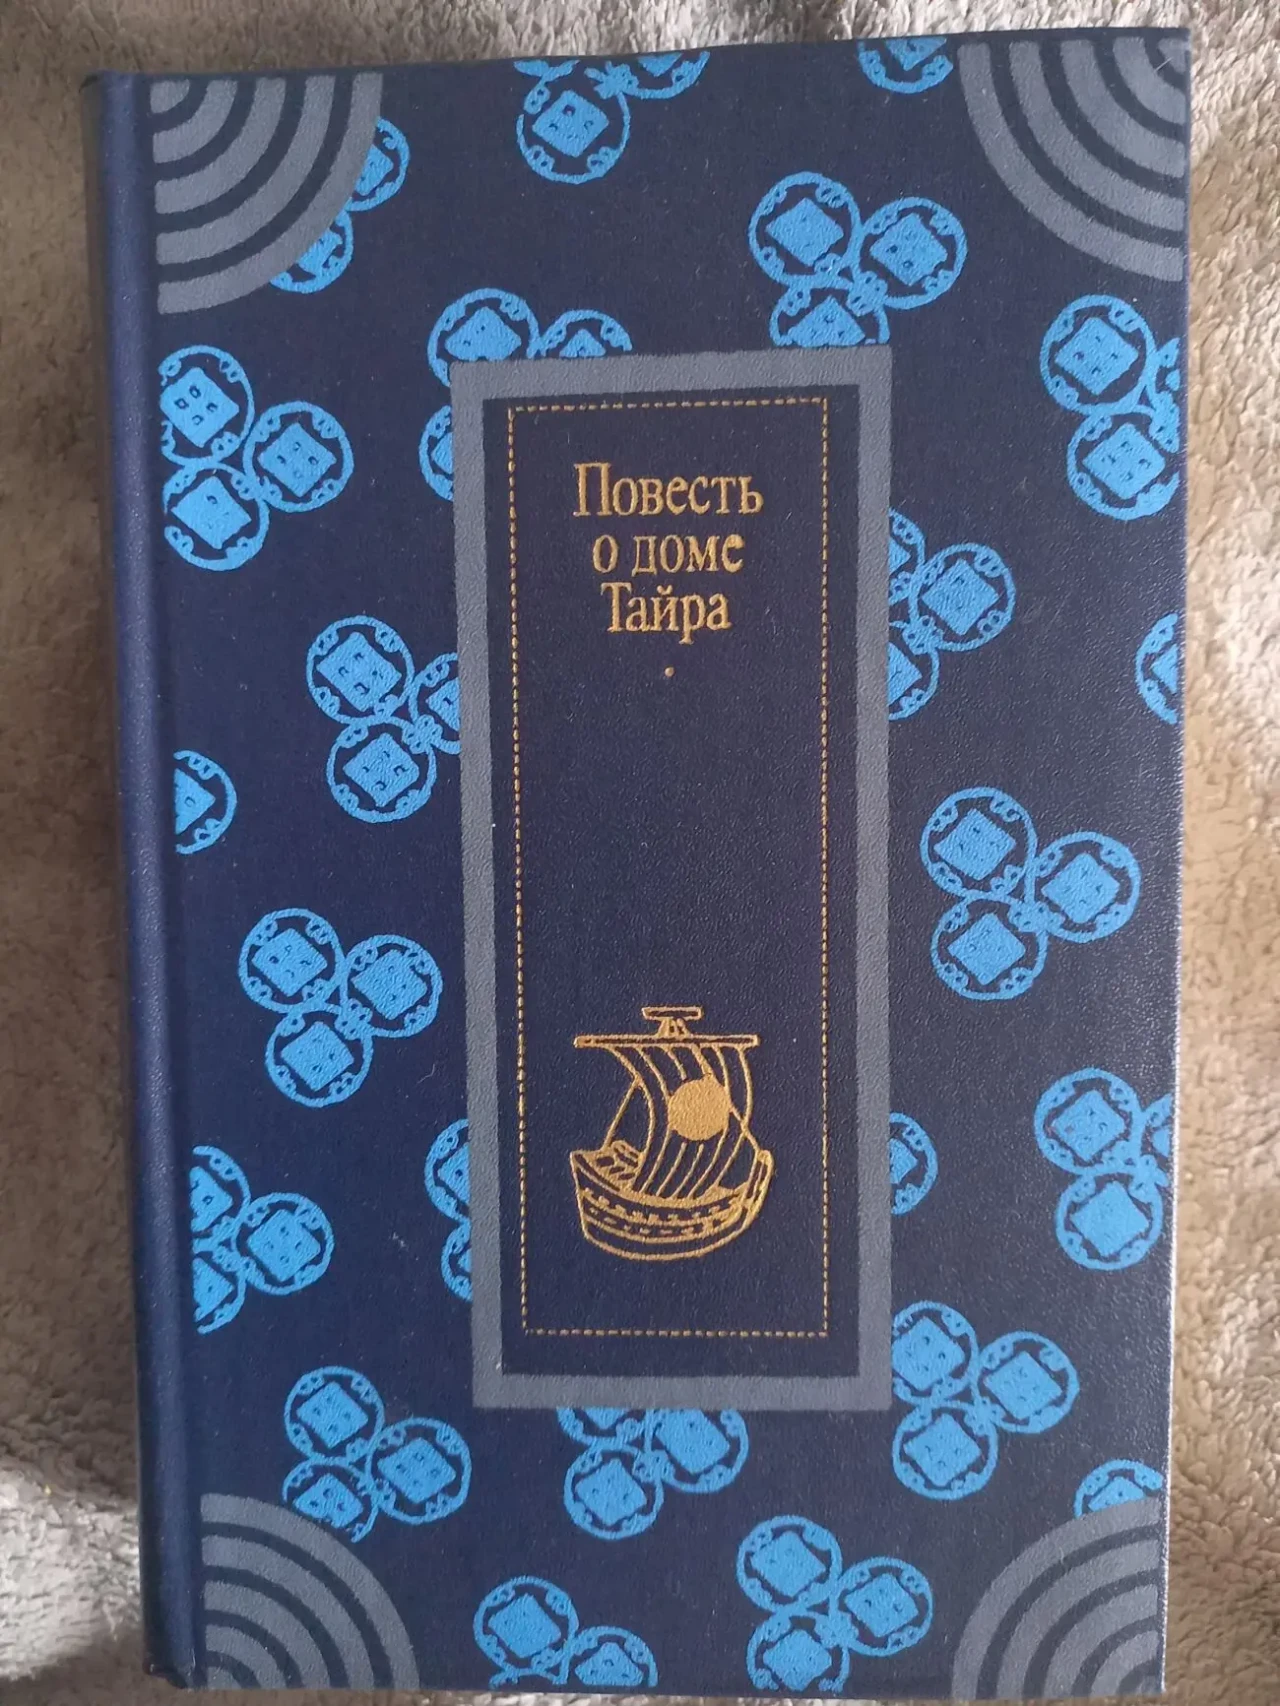 Повесть
о доме
Тайра